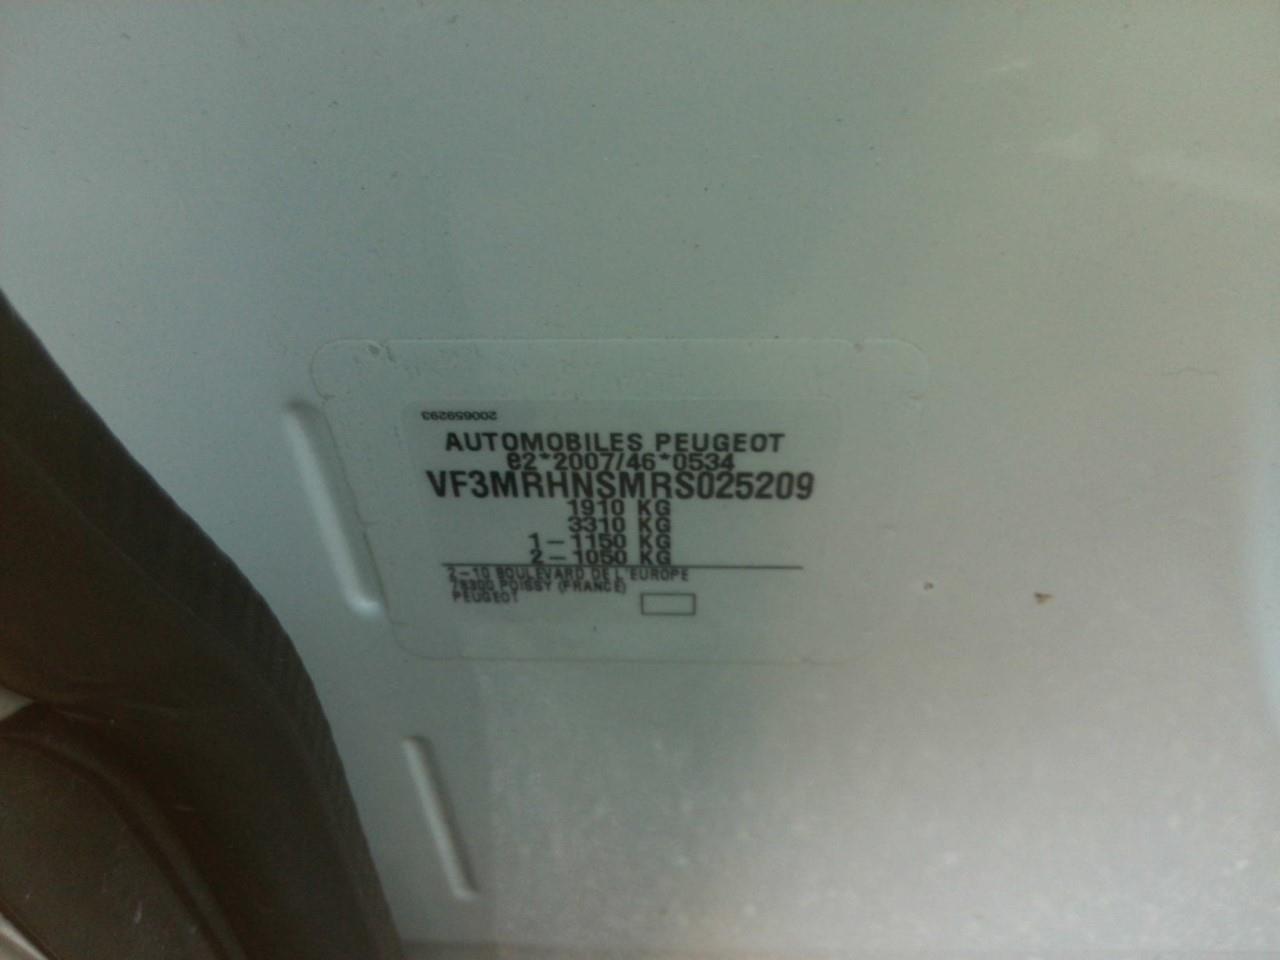 200659293
AUTOMOBILES PEUGEOT
e2*2007/46*0534
VF3MRHNSMRS025209
1910 KG
3310 KG
1-1150 KG
2-1050 KG
2-10 BOULEVARD DE L'EUROPE
78300 POISSY (FRANCE)
PEUGEOT